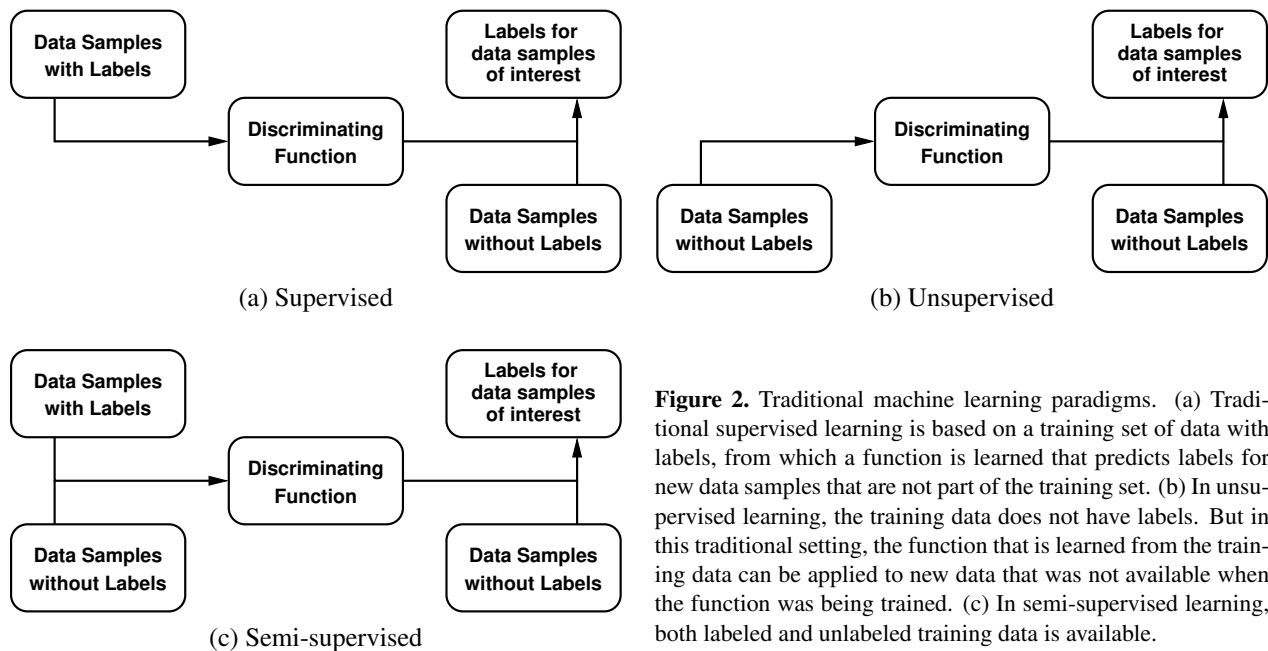 Data Samples
with Labels
Discriminating
Function
Labels for
data samples
of interest
Data Samples
without Labels
(a) Supervised
Data Samples
without Labels
Discriminating
Function
Labels for
data samples
of interest
Data Samples
without Labels
(b) Unsupervised
Data Samples
with Labels
Data Samples
without Labels
Discriminating
Function
Labels for
data samples
of interest
Data Samples
without Labels
(c) Semi-supervised
Figure 2. Traditional machine learning paradigms. (a) Tradi-
tional supervised learning is based on a training set of data with
labels, from which a function is learned that predicts labels for
new data samples that are not part of the training set. (b) In unsu-
pervised learning, the training data does not have labels. But in
this traditional setting, the function that is learned from the train-
ing data can be applied to new data that was not available when
the function was being trained. (c) In semi-supervised learning,
both labeled and unlabeled training data is available.